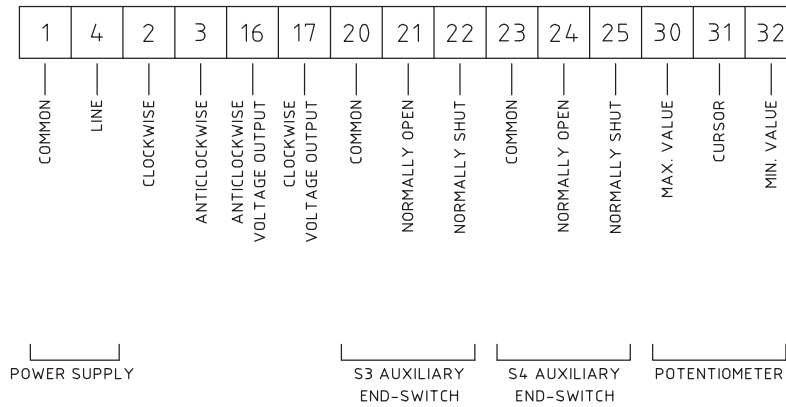 1 4 2 3 16 17 20 21 22 23 24 25 30 31 32
COMMON
LINE
CLOCKWISE
ANTICLOCKWISE
ANTICLOCKWISE
VOLTAGE OUTPUT
CLOCKWISE
VOLTAGE OUTPUT
COMMON
NORMALLY OPEN
NORMALLY SHUT
COMMON
NORMALLY OPEN
NORMALLY SHUT
MAX. VALUE
CURSOR
MIN. VALUE
POWER SUPPLY
S3 AUXILIARY
END-SWITCH
S4 AUXILIARY
END-SWITCH
POTENTIOMETER